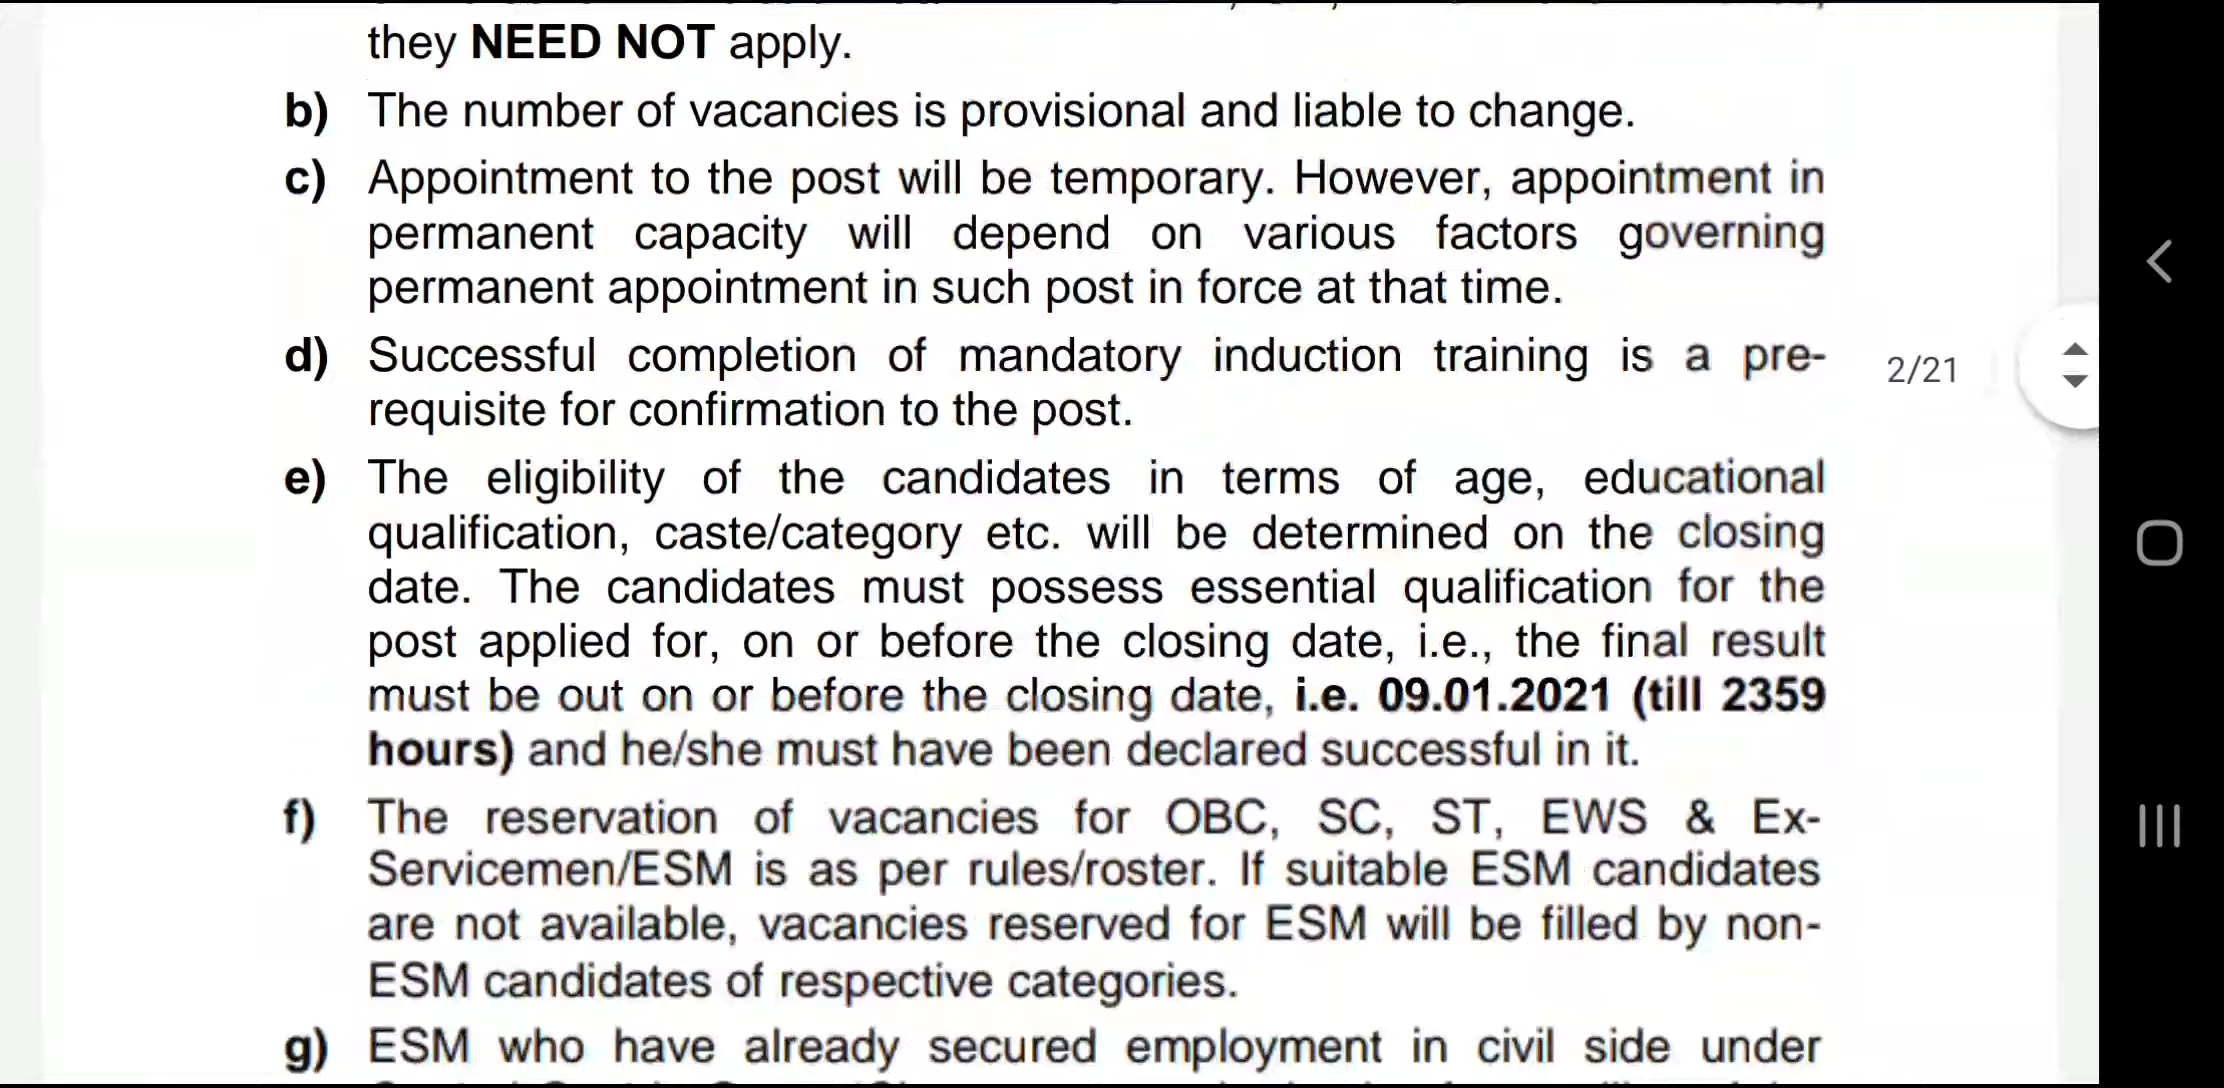 they NEED NOT apply.
b) The number of vacancies is provisional and liable to change.
c) Appointment to the post will be temporary. However, appointment in
permanent capacity will depend on various factors governing
permanent appointment in such post in force at that time.
d) Successful completion of mandatory induction training is a pre-
requisite for confirmation to the post.
2/21
e) The eligibility of the candidates in terms of age, educational
qualification, caste/category etc. will be determined on the closing
date. The candidates must possess essential qualification for the
post applied for, on or before the closing date, i.e., the final result
must be out on or before the closing date, i.e. 09.01.2021 (till 2359
hours) and he/she must have been declared successful in it.
f) The reservation of vacancies for OBC, SC, ST, EWS & Ex-
Servicemen/ESM is as per rules/roster. If suitable ESM candidates
are not available, vacancies reserved for ESM will be filled by non-
ESM candidates of respective categories.
g) ESM who have already secured employment in civil side under